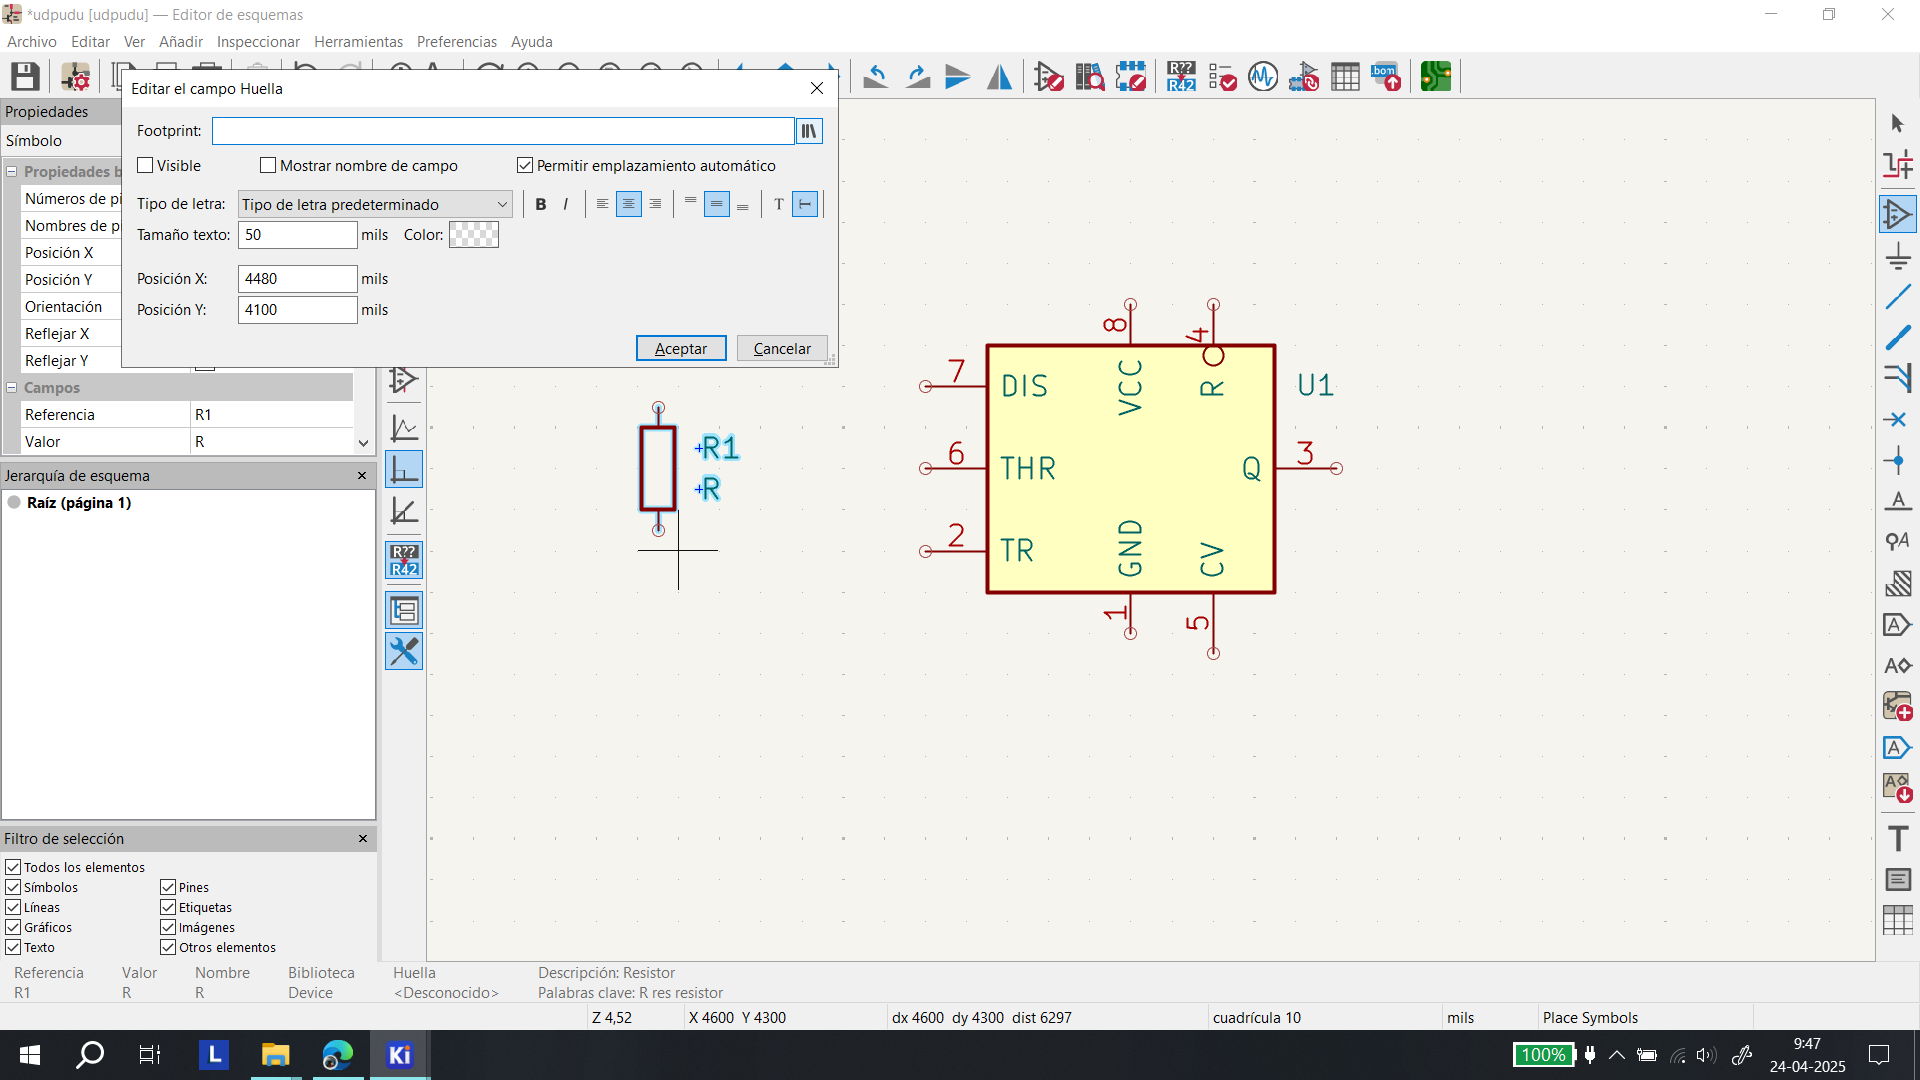 *udpudu [udpudu] — Editor de esquemas
Archivo Editar Ver Añadir Inspeccionar Herramientas Preferencias Ayuda
Editar el campo Huella
Footprint:
Visible Mostrar nombre de campo Permitir emplazamiento automático
Tipo de letra: Tipo de letra predeterminado B I T T
Tamaño texto: 50 mils Color:
Posición X: 4480 mils
Posición Y: 4100 mils
Aceptar Cancelar
Propiedades
Símbolo
Propiedades b
Números de pi
Nombres de p
Posición X
Posición Y
Orientación
Reflejar X
Reflejar Y
Campos
Referencia R1
Valor R
Jerarquía de esquema
Raíz (página 1)
Filtro de selección
Todos los elementos
Símbolos Pines
Líneas Etiquetas
Gráficos Imágenes
Texto Otros elementos
R??
R42
bom
R??
R42
R1
R
8
4
7 DIS VCC R U1
6 THR Q 3
2 TR GND CV
1
5
A
A
A
A
A
A
T
Referencia Valor Nombre Biblioteca Huella Descripción: Resistor
R1 R R Device <Desconocido> Palabras clave: R res resistor
Z 4,52 X 4600 Y 4300 dx 4600 dy 4300 dist 6297 cuadrícula 10 mils Place Symbols
L Ki 100% 9:47
24-04-2025